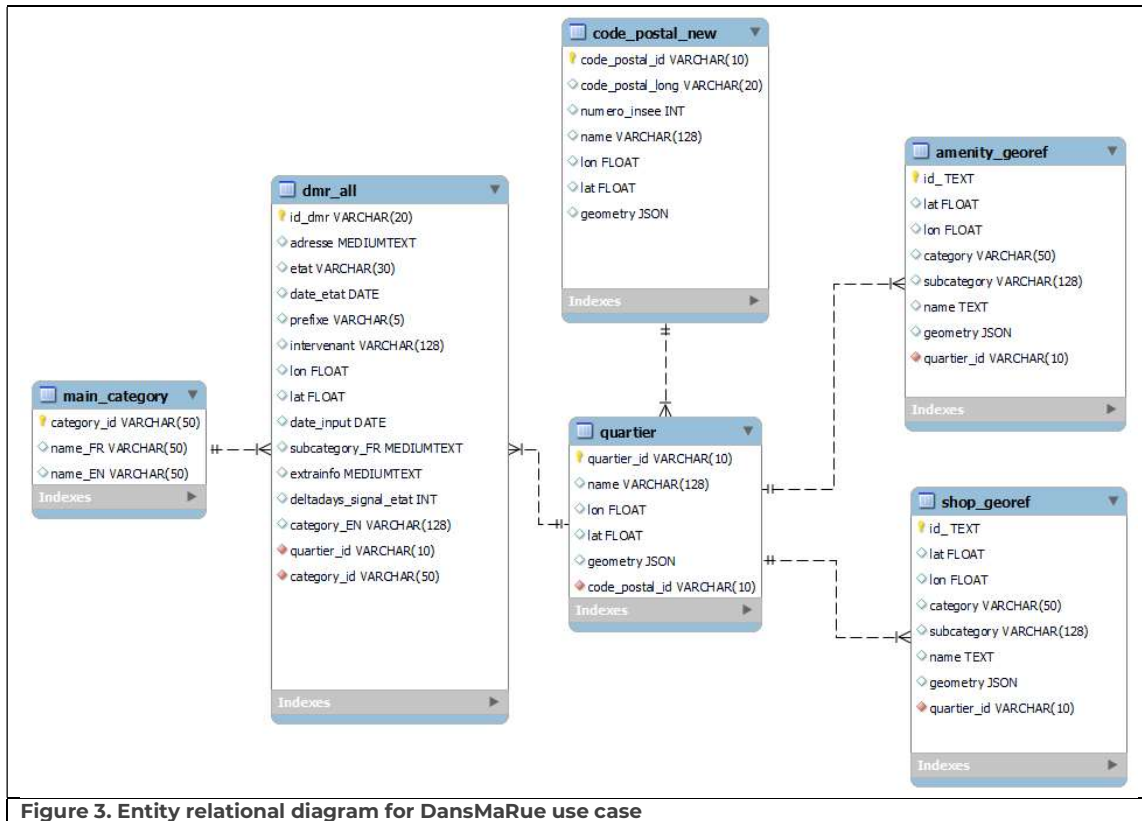 code_postal_new
code_postal_id VARCHAR(10)
code_postal_long VARCHAR(20)
numero_insee INT
name VARCHAR(128)
lon FLOAT
lat FLOAT
geometry JSON
Indexes
amenity_georef
id_ TEXT
lat FLOAT
lon FLOAT
category VARCHAR(50)
subcategory VARCHAR(128)
name TEXT
geometry JSON
quartier_id VARCHAR(10)
Indexes
dmr_all
id_dmr VARCHAR(20)
adresse MEDIUMTEXT
etat VARCHAR(30)
date_etat DATE
prefixe VARCHAR(5)
intervenant VARCHAR(128)
lon FLOAT
lat FLOAT
date_input DATE
subcategory_FR MEDIUMTEXT
extrainfo MEDIUMTEXT
deltadays_signal_etat INT
category_EN VARCHAR(128)
quartier_id VARCHAR(10)
category_id VARCHAR(50)
Indexes
main_category
category_id VARCHAR(50)
name_FR VARCHAR(50)
name_EN VARCHAR(50)
Indexes
quartier
quartier_id VARCHAR(10)
name VARCHAR(128)
lon FLOAT
lat FLOAT
geometry JSON
code_postal_id VARCHAR(10)
Indexes
shop_georef
id_ TEXT
lat FLOAT
lon FLOAT
category VARCHAR(50)
subcategory VARCHAR(128)
name TEXT
geometry JSON
quartier_id VARCHAR(10)
Indexes
Figure 3. Entity relational diagram for DansMaRue use case